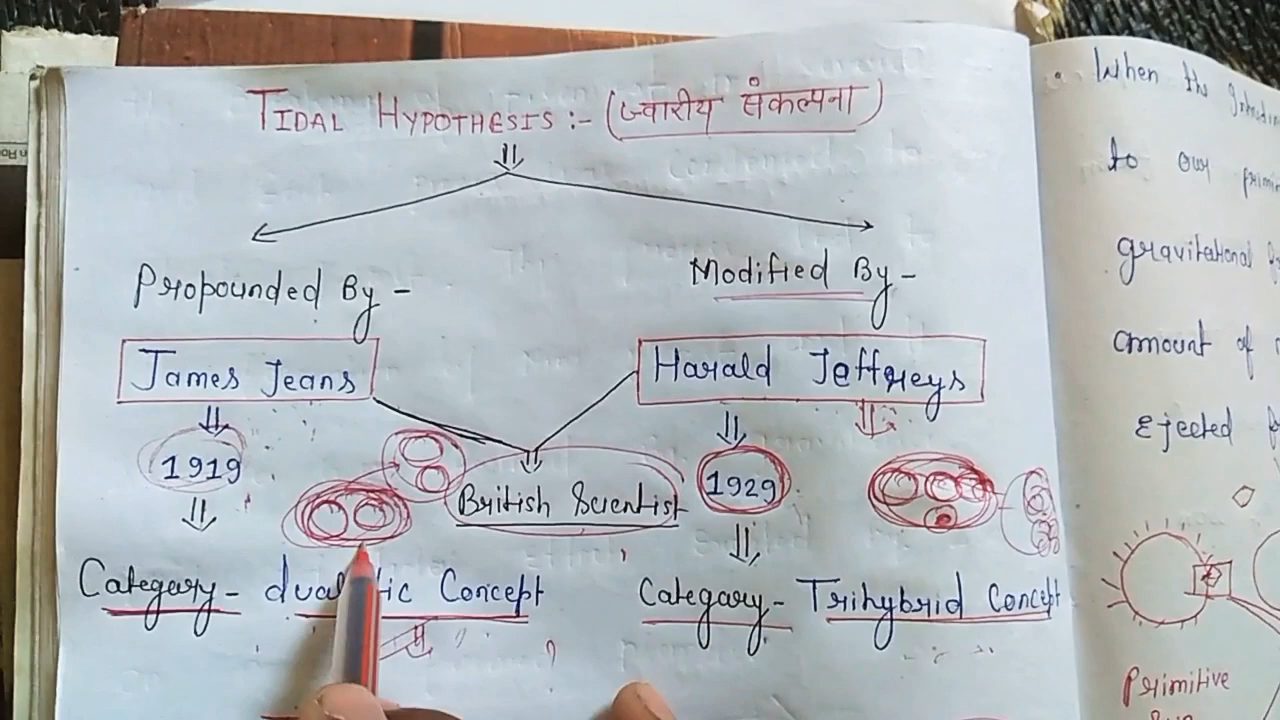 TIDAL HYPOTHESIS :- (ज्वारीय संकल्पना)
Propounded By -
Modified By -
James Jeans
Harald Jeffreys
1919
British Scientist
1929
Category - Concept
Category - Trihybrid Concept
When the
to our
gravitational
amount of
Ejected
Primitive